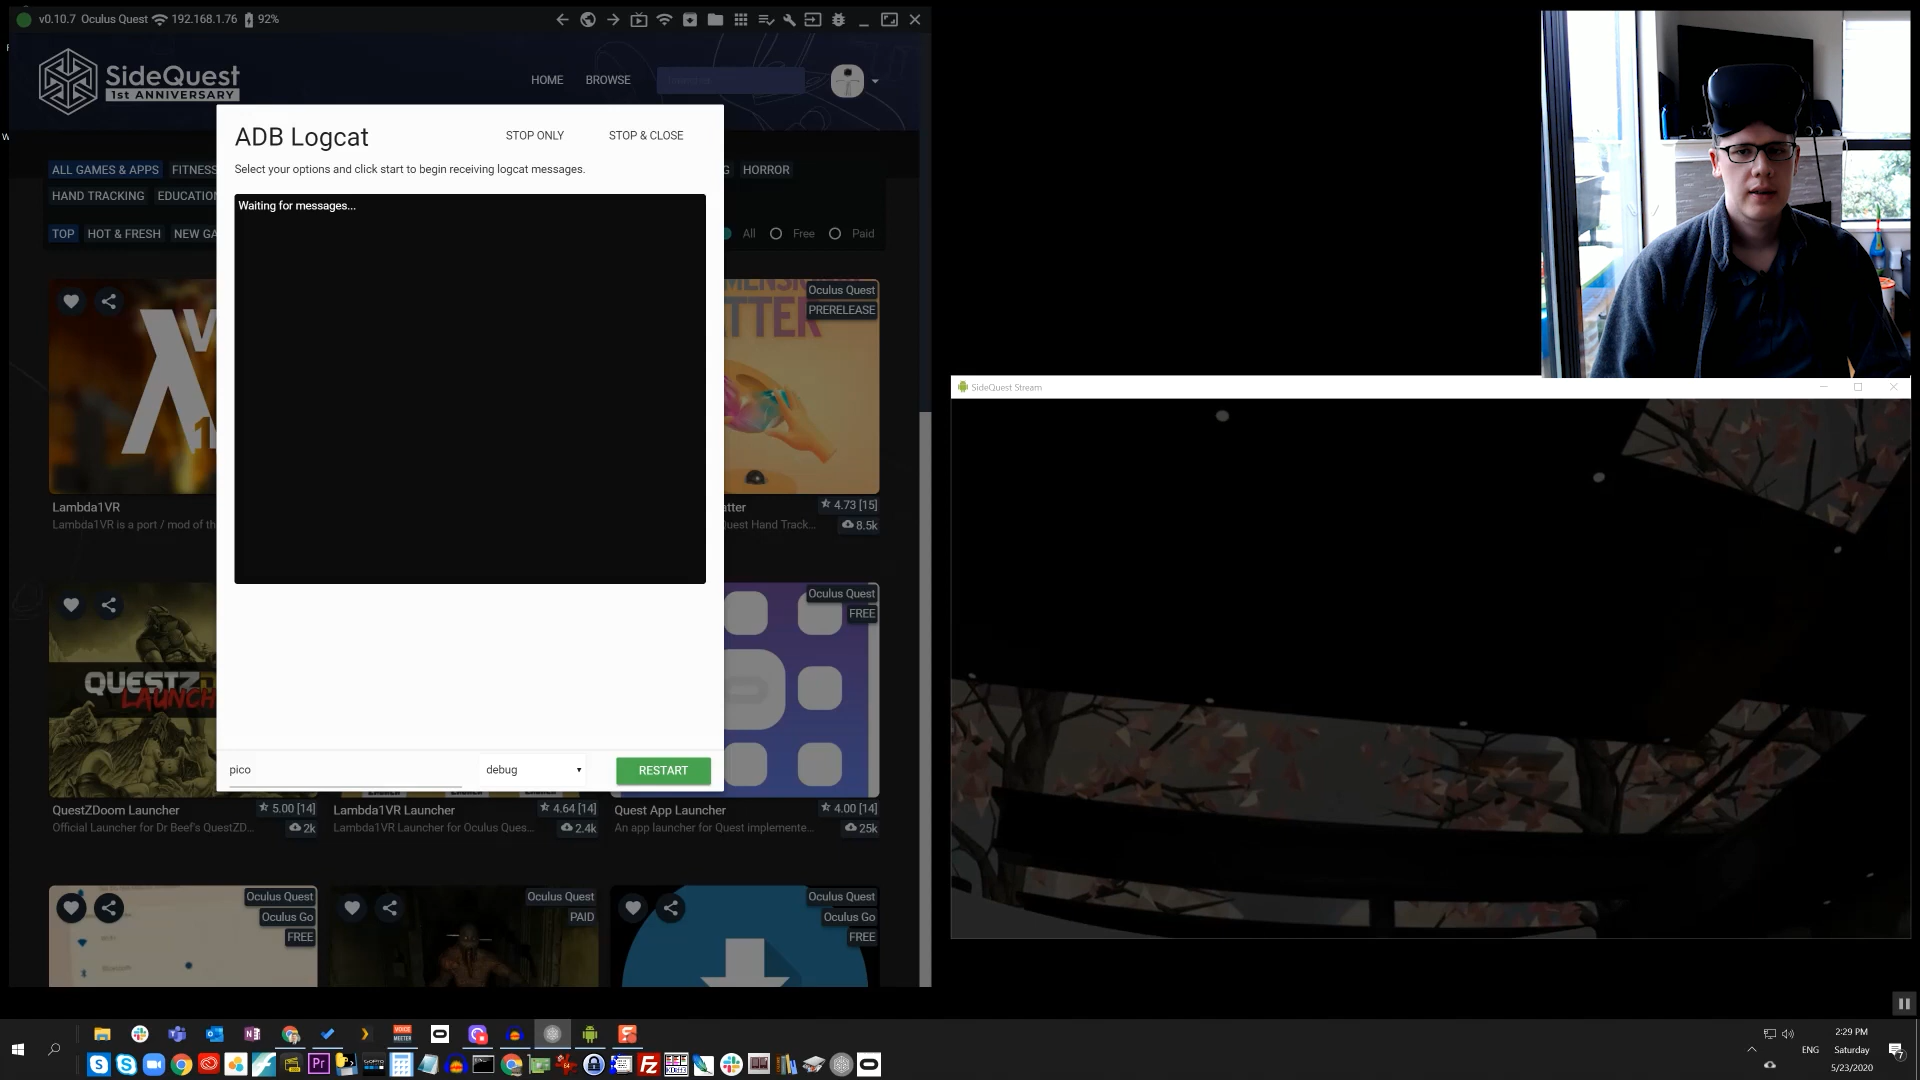 v0.10.7 Oculus Quest 192.168.1.76 92%
SideQuest
1st ANNIVERSARY
HOME BROWSE
ADB Logcat STOP ONLY STOP & CLOSE
Select your options and click start to begin receiving logcat messages.
Waiting for messages...
pico debug RESTART
ALL GAMES & APPS FITNESS HORROR
HAND TRACKING
TOP HOT & FRESH All Free Paid
Oculus Quest
PRERELEASE
Lambda1VR 4.73 [15]
Lambda1VR is a port / mod of 8.5k
Oculus Quest
FREE
QUESTZ
QuestZDoom Launcher 5.00 [14] Lambda1VR Launcher 4.64 [14] Quest App Launcher 4.00 [14]
Official Launcher for Dr Beef's QuestZD... 2k Lambda1VR Launcher for Oculus Ques... 2.4k An app launcher for Quest implemente... 25k
Oculus Quest
Oculus Go
FREE
Oculus Quest
PAID
Oculus Quest
Oculus Go
FREE
SideQuest Stream
2:29 PM
ENG Saturday
5/23/2020